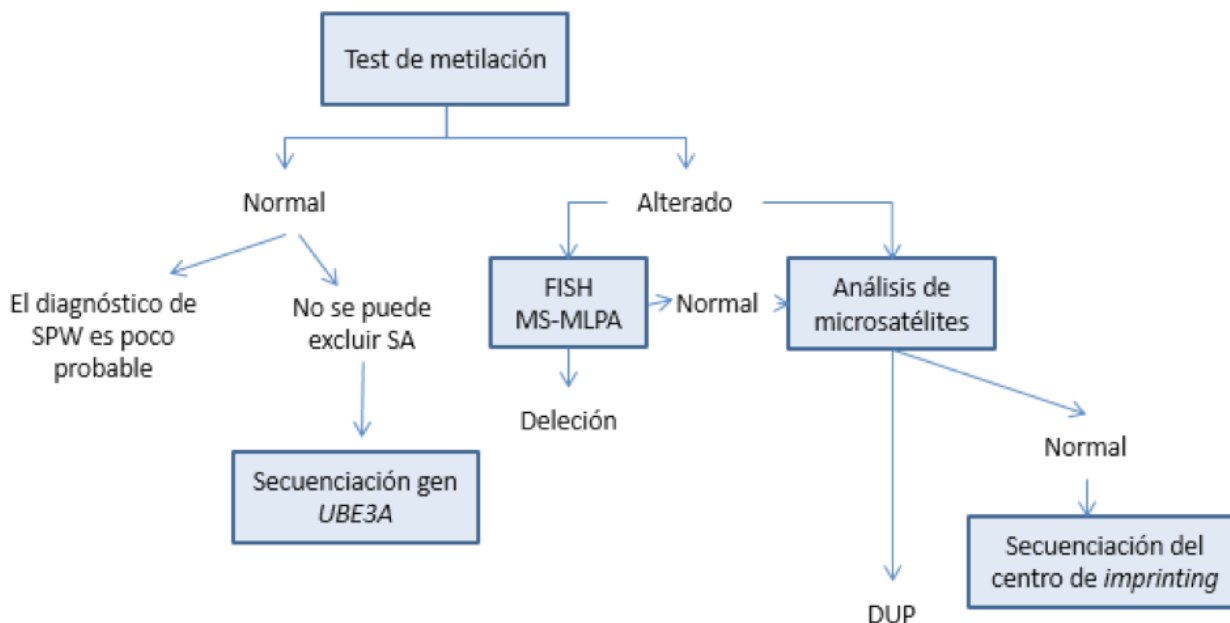 Test de metilación
Normal
Alterado
El diagnóstico de
SPW es poco
probable
No se puede
excluir SA
Secuenciación gen
UBE3A
FISH
MS-MLPA
Normal
Análisis de
microsatélites
Deleción
Normal
Secuenciación del
centro de imprinting
DUP